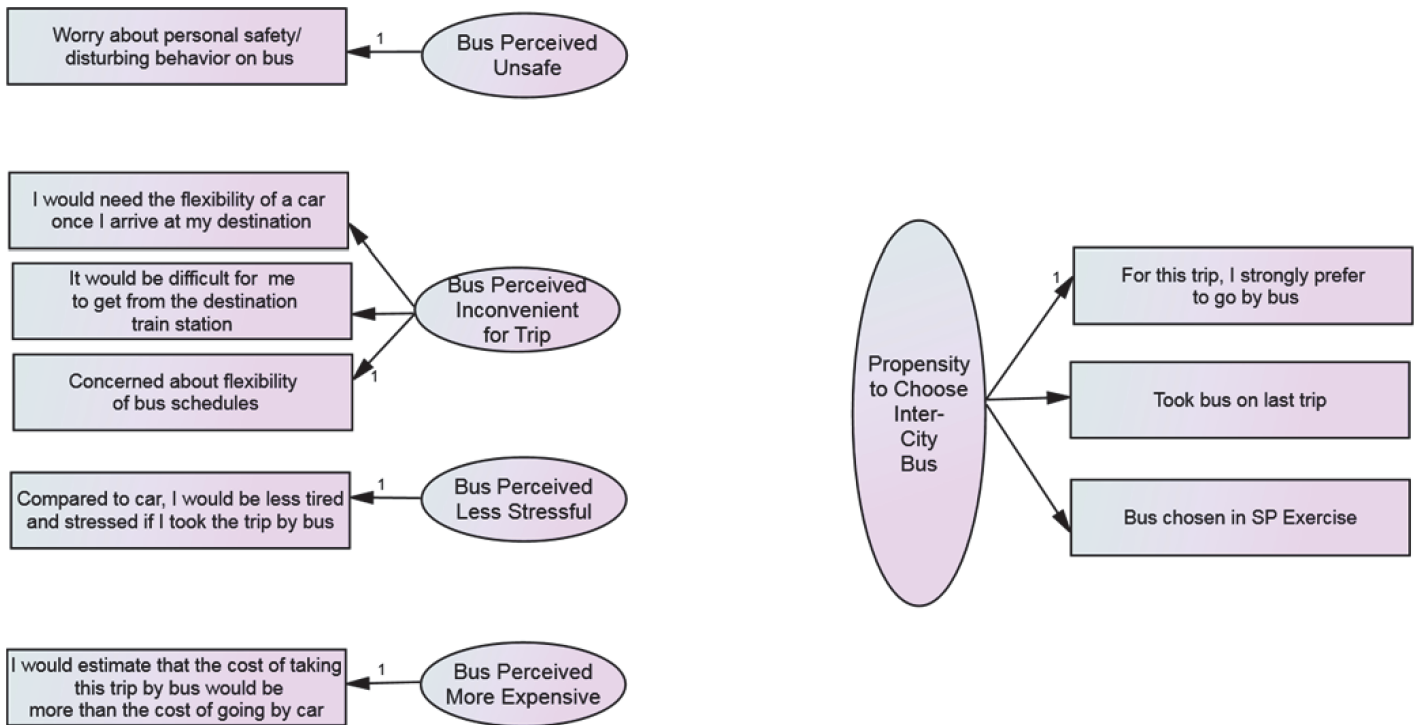 Worry about personal safety/
disturbing behavior on bus
1
Bus Perceived
Unsafe
I would need the flexibility of a car
once I arrive at my destination
It would be difficult for me
to get from the destination
train station
Concerned about flexibility
of bus schedules
1
Bus Perceived
Inconvenient
for Trip
Compared to car, I would be less tired
and stressed if I took the trip by bus
1
Bus Perceived
Less Stressful
I would estimate that the cost of taking
this trip by bus would be
more than the cost of going by car
1
Bus Perceived
More Expensive
Propensity
to Choose
Inter-
City
Bus
1
For this trip, I strongly prefer
to go by bus
Took bus on last trip
Bus chosen in SP Exercise